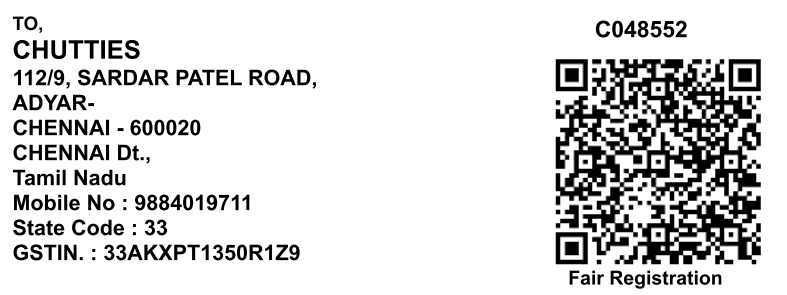 TO,
CHUTTIES
112/9, SARDAR PATEL ROAD,
ADYAR-
CHENNAI - 600020
CHENNAI Dt.,
Tamil Nadu
Mobile No : 9884019711
State Code : 33
GSTIN. : 33AKXPT1350R1Z9
C048552
Fair Registration